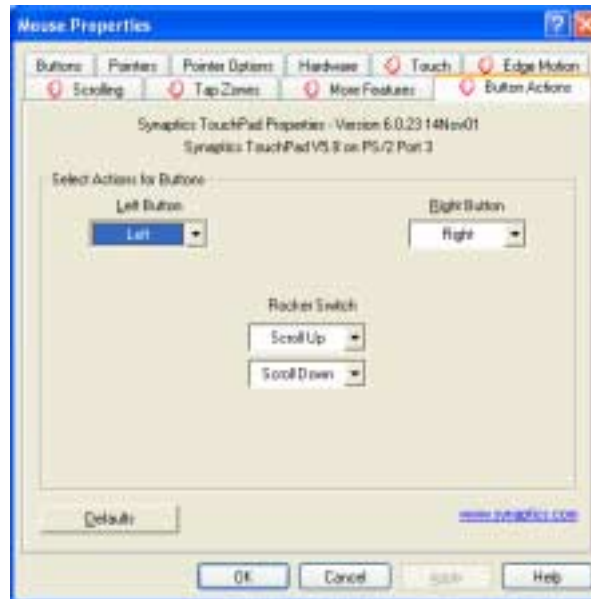 Mouse Properties
Buttons Pointers Pointer Options Hardware Touch Edge Motion
Scrolling Tap Zones More Features Button Actions
Synaptics TouchPad Properties - Version 6.0.23 14Nov01
Synaptics TouchPad V5.8 on PS/2 Port 3
Select Actions for Buttons
Left Button Right Button
Left Right
Rocker Switch
Scroll Up
Scroll Down
Defaults www.synaptics.com
OK Cancel Apply Help